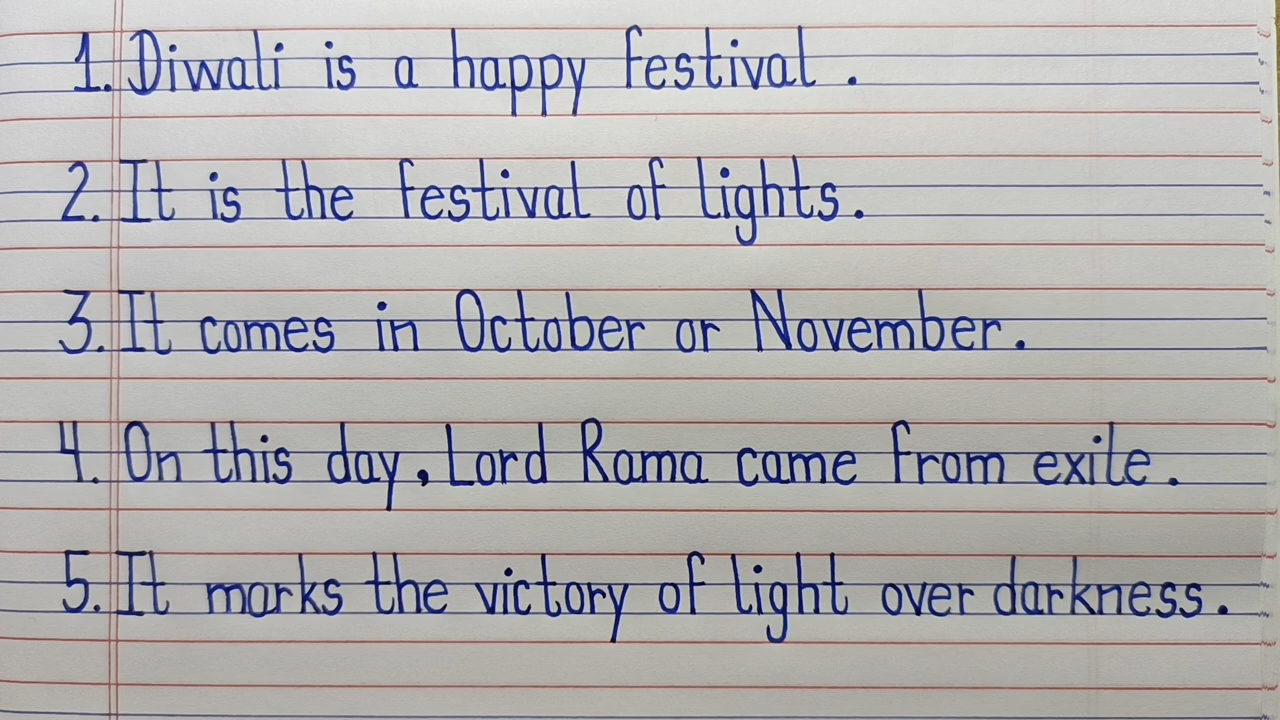 1. Diwali is a happy festival.
2. It is the festival of lights.
3. It comes in October or November.
4. On this day, Lord Rama came from exile.
5. It marks the victory of light over darkness.